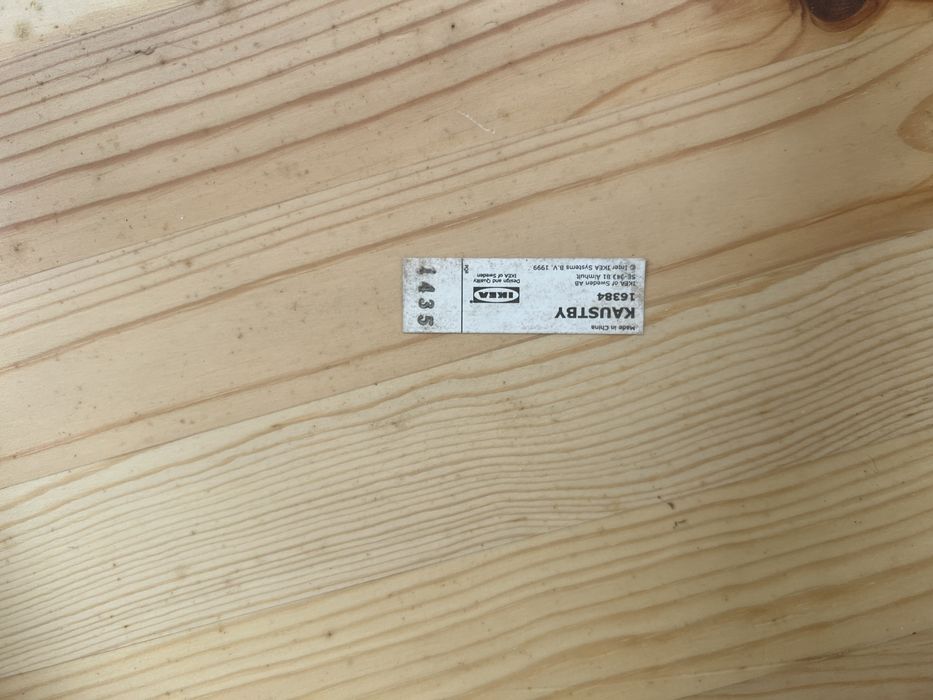 Made in China
KAUSTBY
16384
IKEA of Sweden AB
SE-343 81 Älmhult
© Inter IKEA Systems B.V. 1999
IKEA
Design and Quality
IKEA of Sweden
PDF
1435